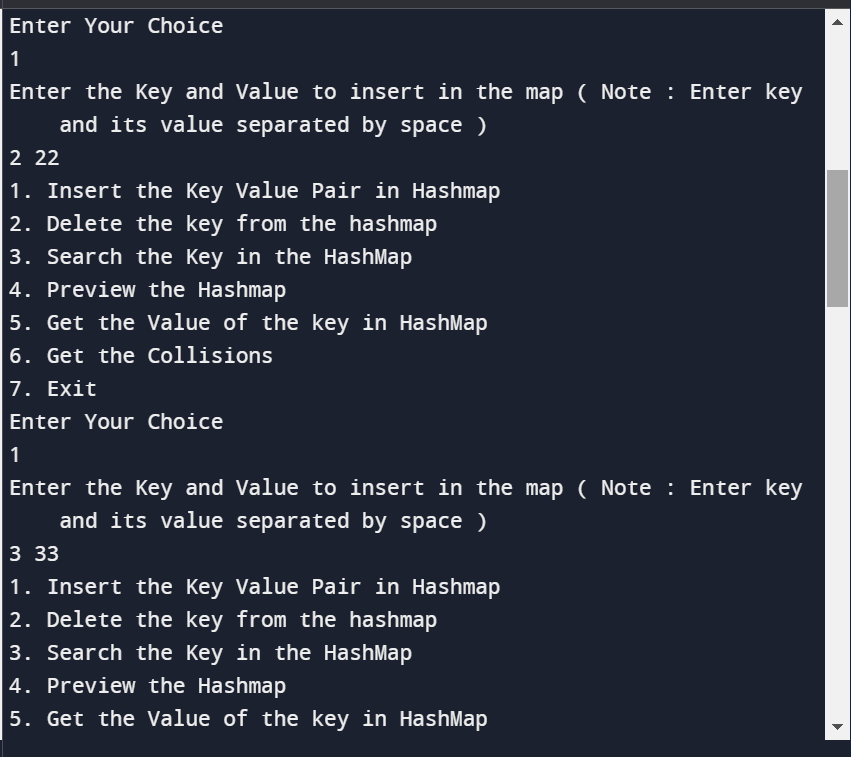 Enter Your Choice
1
Enter the Key and Value to insert in the map ( Note : Enter key
and its value separated by space )
2 22
1. Insert the Key Value Pair in Hashmap
2. Delete the key from the hashmap
3. Search the Key in the HashMap
4. Preview the Hashmap
5. Get the Value of the key in HashMap
6. Get the Collisions
7. Exit
Enter Your Choice
1
Enter the Key and Value to insert in the map ( Note : Enter key
and its value separated by space )
3 33
1. Insert the Key Value Pair in Hashmap
2. Delete the key from the hashmap
3. Search the Key in the HashMap
4. Preview the Hashmap
5. Get the Value of the key in HashMap